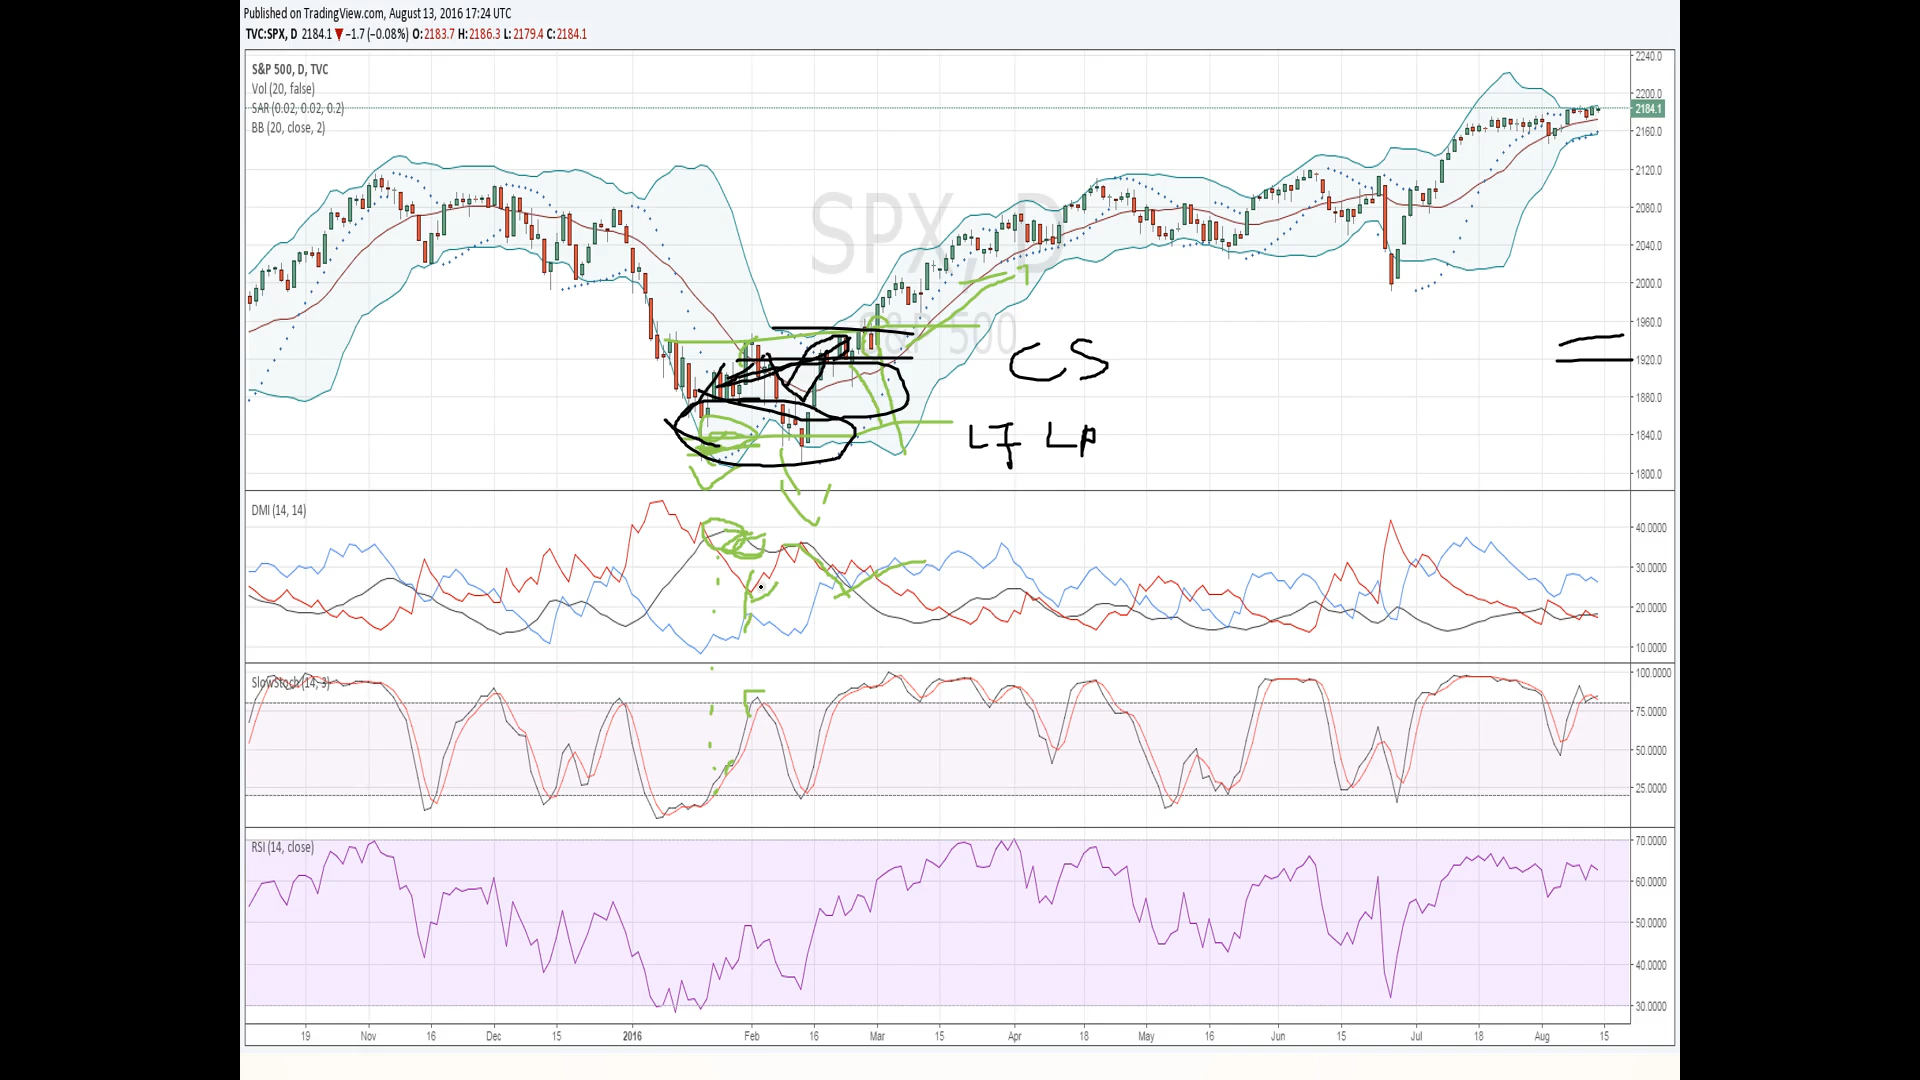 Published on TradingView.com, August 13, 2016 17:24 UTC
TVC:SPX, D 2184.1 ▼ −1.7 (−0.08%) O:2183.7 H:2186.3 L:2179.4 C:2184.1
S&P 500, D, TVC
Vol (20, false)
SAR (0.02, 0.02, 0.2)
BB (20, close, 2)
SPX, D
S&P 500
2240.0
2200.0
2184.1
2160.0
2120.0
2080.0
2040.0
2000.0
1960.0
1920.0
1880.0
1840.0
1800.0
CS
LP
DMI (14, 14)
40.0000
30.0000
20.0000
10.0000
SlowStoch (14, 3)
100.0000
75.0000
50.0000
25.0000
RSI (14, close)
70.0000
60.0000
50.0000
40.0000
30.0000
19 Nov 16 Dec 15 2016 Feb 16 Mar 15 Apr 18 May 16 Jun 15 Jul 18 Aug 15